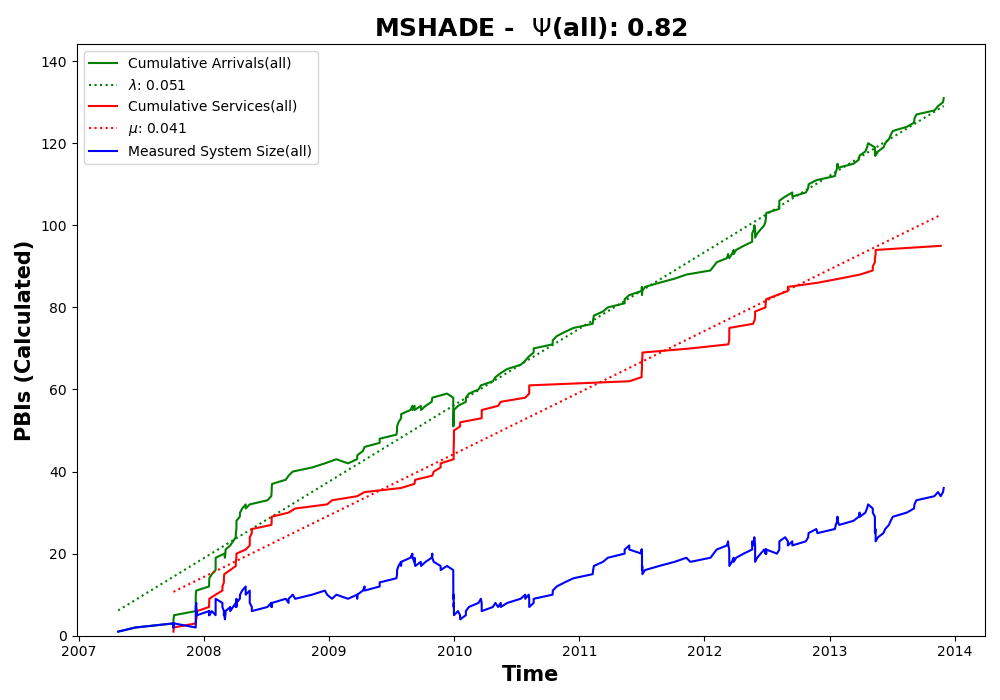 MSHADE - Ψ(all): 0.82
Cumulative Arrivals(all)
λ: 0.051
Cumulative Services(all)
μ: 0.041
Measured System Size(all)
PBIs (Calculated)
140
120
100
80
60
40
20
0
2007 2008 2009 2010 2011 2012 2013 2014
Time